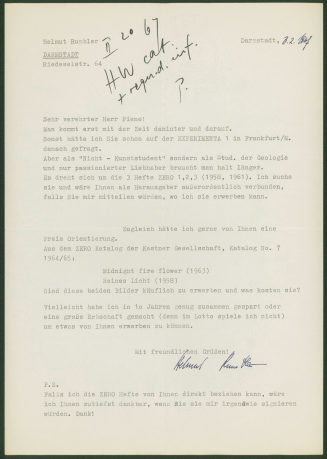 Helmut Runkler
DARMSTADT
Riedeselstr. 64
II 20 67
HW cat.
+ requ.d. inf.
P.
Darmstadt,
Sehr verehrter Herr Piene!
Man kommt erst mit der Zeit dahinter und darauf.
Sonst hätte ich Sie schon auf der EXPERIMENTA 1 in Frankfurt/M.
danach gefragt.
Aber als "Nicht - Kunststudent" sondern als Stud. der Geologie
und nur passionierter Liebhaber braucht man halt länger.
Es dreht sich um die 3 Hefte ZERO 1,2,3 (1958, 1961). Ich suche
sie und wäre Ihnen als Herausgeber außerordentlich verbunden,
falls Sie mir mitteilen würden, wo ich sie erwerben kann.
Zugleich hätte ich gerne von Ihnen eine
Preis Orientierung.
Aus dem ZERO Katalog der Kestner Gesellschaft, Katalog No. 7
1964/65:
Midnight fire flower (1963)
Reines Licht (1958)
Sind diese beiden Bilder käuflich zu erwerben und was kosten sie?
Vielleicht habe ich in 10 Jahren genug zusammen gespart oder
eine große Erbschaft gemacht (denn im Lotto spiele ich nicht)
um etwas von Ihnen erwerben zu können.
Mit freundlichen Grüßen!
Helmut
P.S.
Falls ich die ZERO Hefte von Ihnen direkt beziehen kann, wäre
ich Ihnen zutiefst dankbar, wenn Sie sie mir irgendwie signieren
würden. Dank!